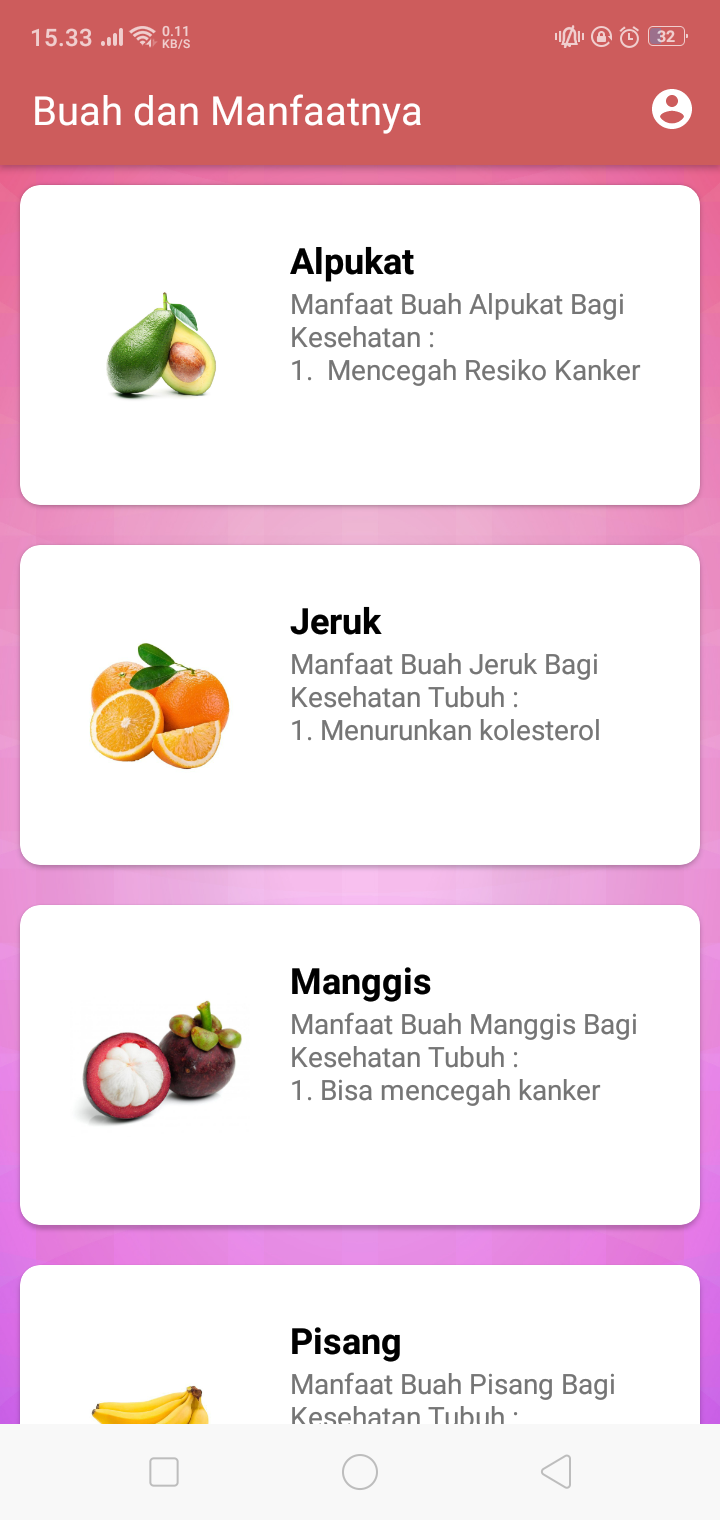 15.33 0.11 KB/S 32
Buah dan Manfaatnya
Alpukat
Manfaat Buah Alpukat Bagi
Kesehatan :
1.  Mencegah Resiko Kanker
Jeruk
Manfaat Buah Jeruk Bagi
Kesehatan Tubuh :
1. Menurunkan kolesterol
Manggis
Manfaat Buah Manggis Bagi
Kesehatan Tubuh :
1. Bisa mencegah kanker
Pisang
Manfaat Buah Pisang Bagi
Kesehatan Tubuh :